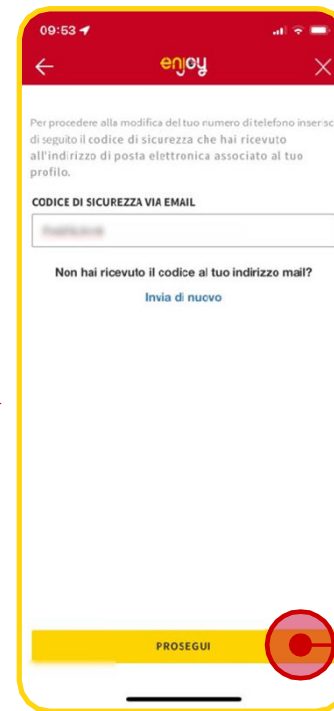 09:53
enjoy
Per procedere alla modifica del tuo numero di telefono inserisc
di seguito il codice di sicurezza che hai ricevuto
all'indirizzo di posta elettronica associato al tuo
profilo.
CODICE DI SICUREZZA VIA EMAIL
Non hai ricevuto il codice al tuo indirizzo mail?
Invia di nuovo
PROSEGUI